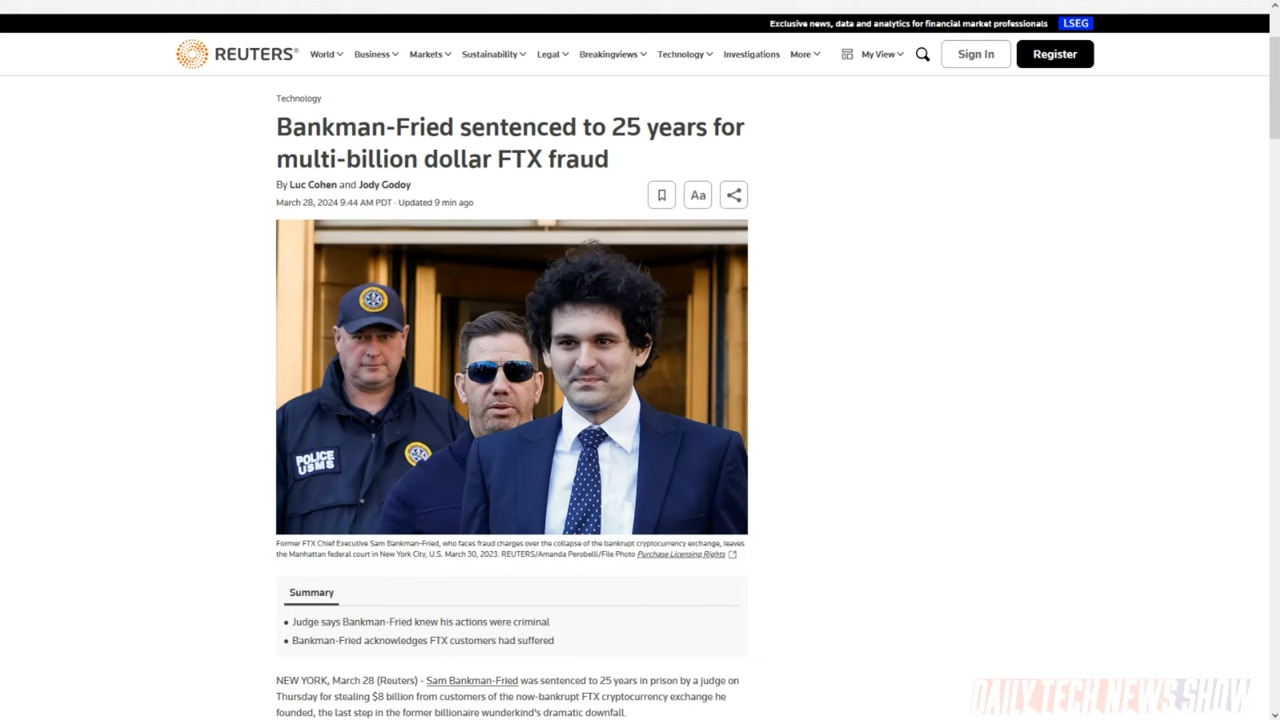 Exclusive news, data and analytics for financial market professionals LSEG
REUTERS® World Business Markets Sustainability Legal Breakingviews Technology Investigations More My View Sign In Register
Technology
Bankman-Fried sentenced to 25 years for
multi-billion dollar FTX fraud
By Luc Cohen and Jody Godoy
March 28, 2024 9:44 AM PDT · Updated 9 min ago
Aa
POLICE
USMS
Former FTX Chief Executive Sam Bankman-Fried, who faces fraud charges over the collapse of the bankrupt cryptocurrency exchange, leaves
the Manhattan federal court in New York City, U.S. March 30, 2023. REUTERS/Amanda Perobelli/File Photo Purchase Licensing Rights
Summary
• Judge says Bankman-Fried knew his actions were criminal
• Bankman-Fried acknowledges FTX customers had suffered
NEW YORK, March 28 (Reuters) - Sam Bankman-Fried was sentenced to 25 years in prison by a judge on
Thursday for stealing $8 billion from customers of the now-bankrupt FTX cryptocurrency exchange he
founded, the last step in the former billionaire wunderkind's dramatic downfall.
DAILY TECH NEWS SHOW